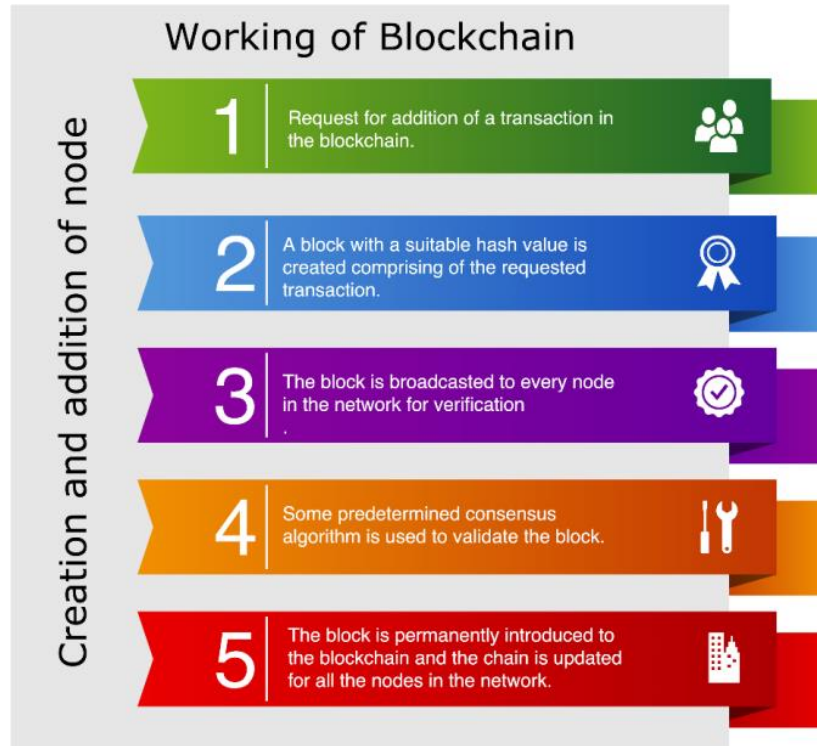 Working of Blockchain
Creation and addition of node
1
Request for addition of a transaction in
the blockchain.
2
A block with a suitable hash value is
created comprising of the requested
transaction.
3
The block is broadcasted to every node
in the network for verification
.
4
Some predetermined consensus
algorithm is used to validate the block.
5
The block is permanently introduced to
the blockchain and the chain is updated
for all the nodes in the network.